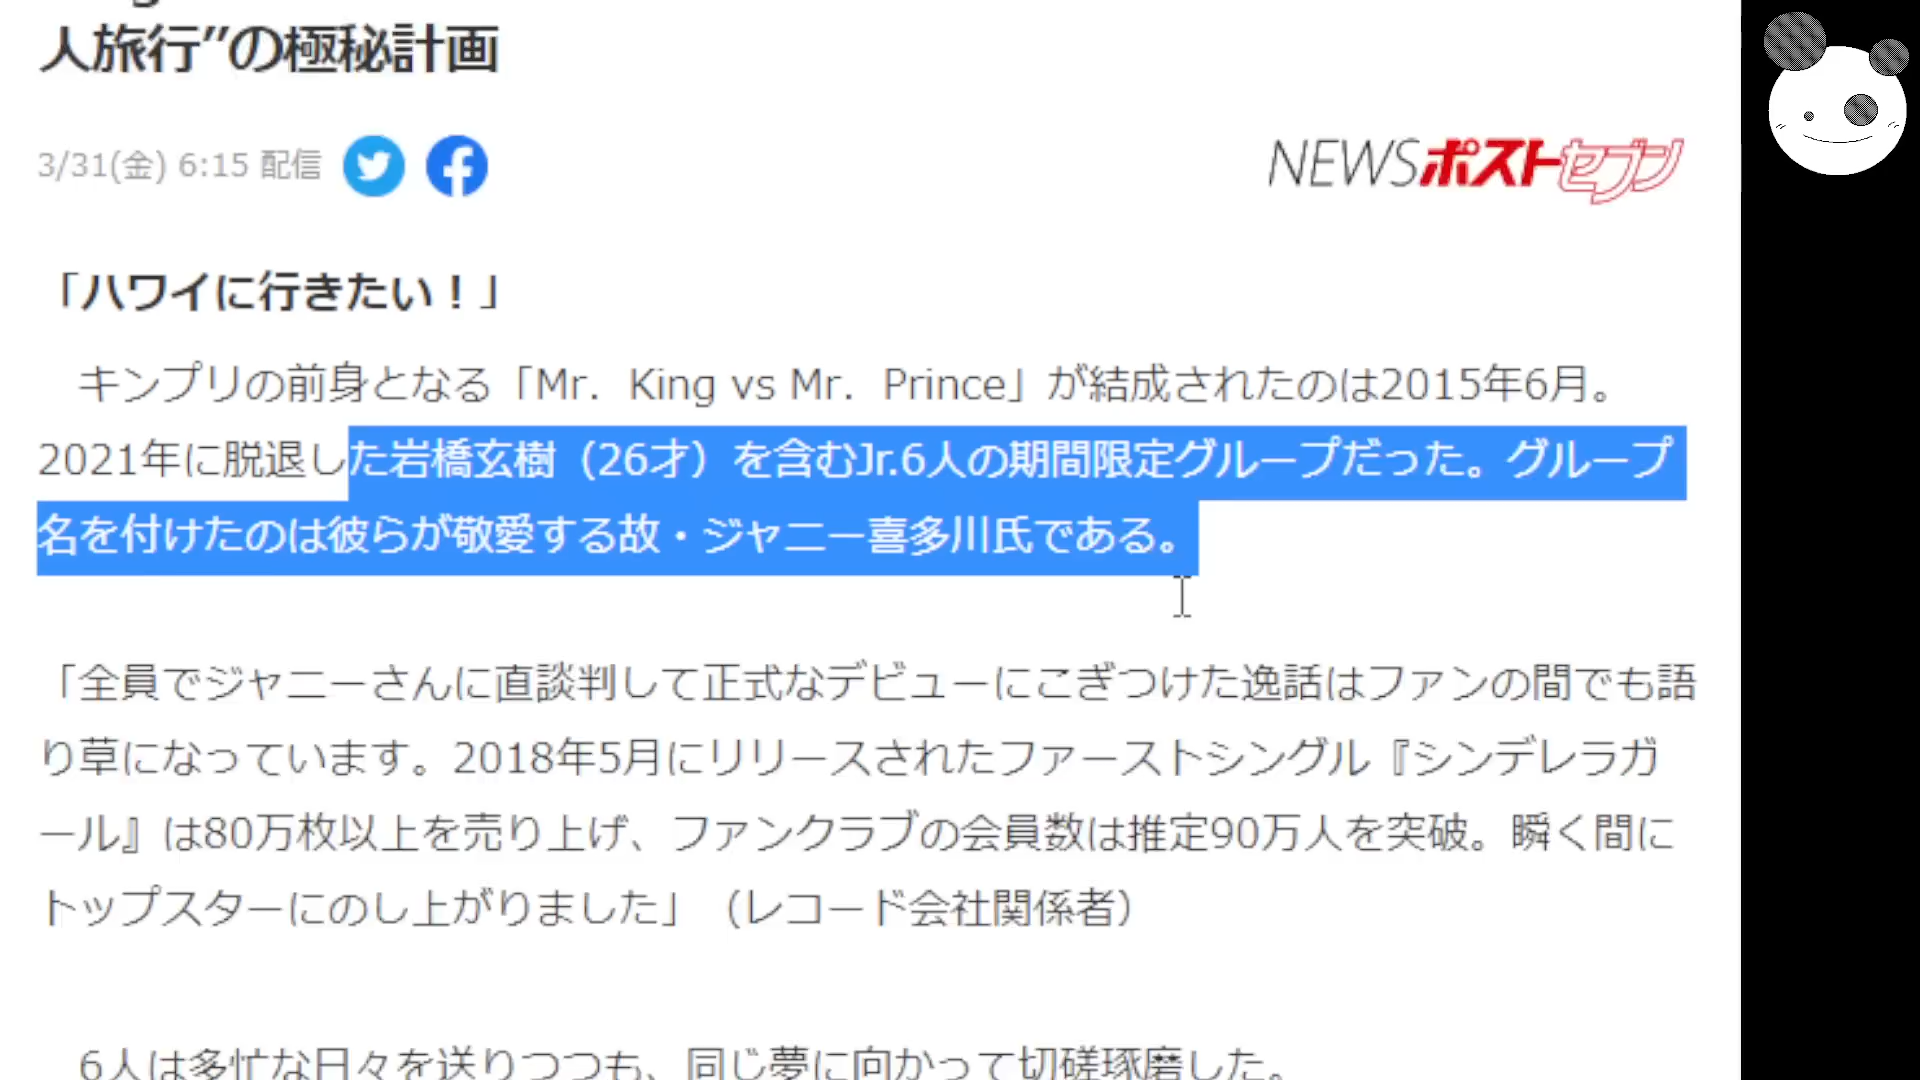 人旅行”の極秘計画
3/31(金) 6:15 配信
NEWSポストセブン
「ハワイに行きたい！」
キンプリの前身となる「Mr．King vs Mr．Prince」が結成されたのは2015年6月。
2021年に脱退した岩橋玄樹（26才）を含むJr.6人の期間限定グループだった。グループ
名を付けたのは彼らが敬愛する故・ジャニー喜多川氏である。
「全員でジャニーさんに直談判して正式なデビューにこぎつけた逸話はファンの間でも語
り草になっています。2018年5月にリリースされたファーストシングル『シンデレラガ
ール』は80万枚以上を売り上げ、ファンクラブの会員数は推定90万人を突破。瞬く間に
トップスターにのし上がりました」（レコード会社関係者）
6人は多忙な日々を送りつつも、同じ夢に向かって切磋琢磨した。